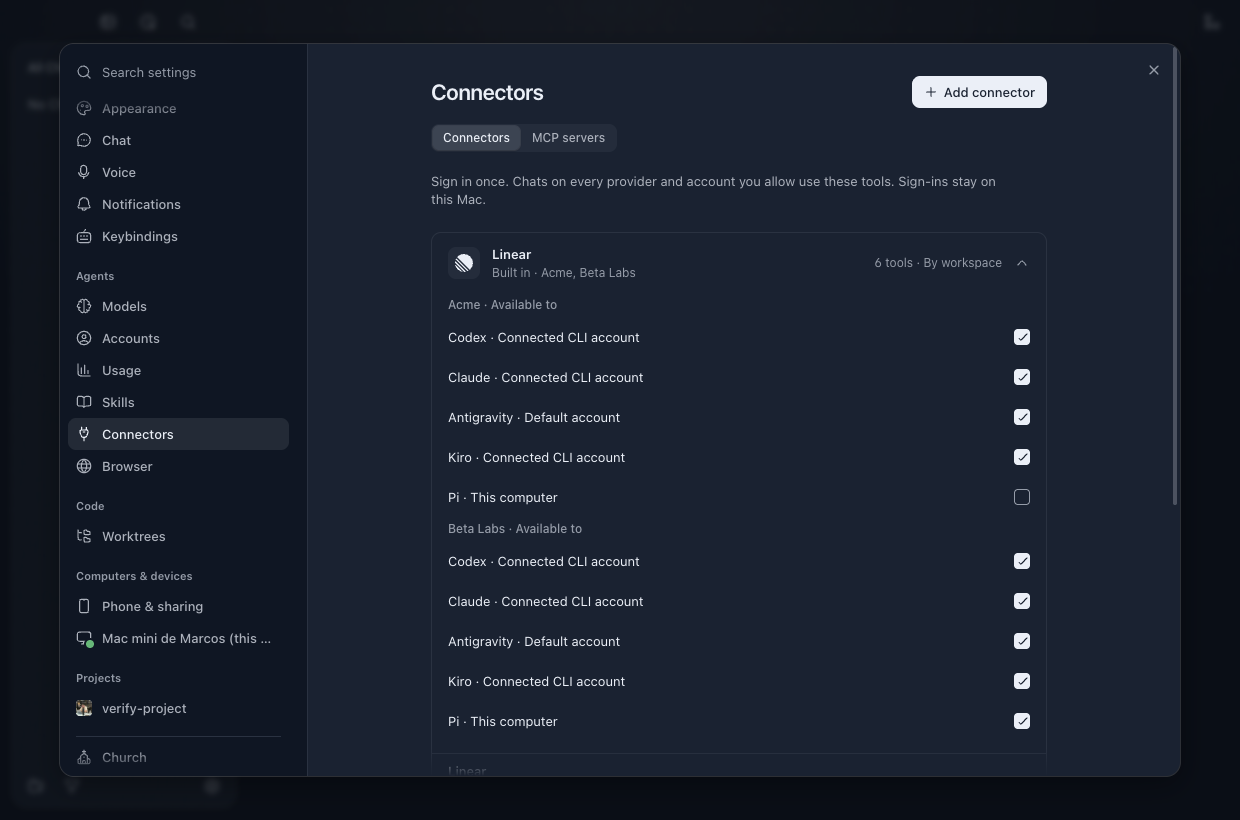 Search settings
Appearance
Chat
Voice
Notifications
Keybindings
Agents
Models
Accounts
Usage
Skills
Connectors
Browser
Code
Worktrees
Computers & devices
Phone & sharing
Mac mini de Marcos (this ...
Projects
verify-project
Church
Connectors
Add connector
Connectors
MCP servers
Sign in once. Chats on every provider and account you allow use these tools. Sign-ins stay on
this Mac.
Linear
Built in · Acme, Beta Labs
6 tools · By workspace
Acme · Available to
Codex · Connected CLI account
Claude · Connected CLI account
Antigravity · Default account
Kiro · Connected CLI account
Pi · This computer
Beta Labs · Available to
Codex · Connected CLI account
Claude · Connected CLI account
Antigravity · Default account
Kiro · Connected CLI account
Pi · This computer
Linear